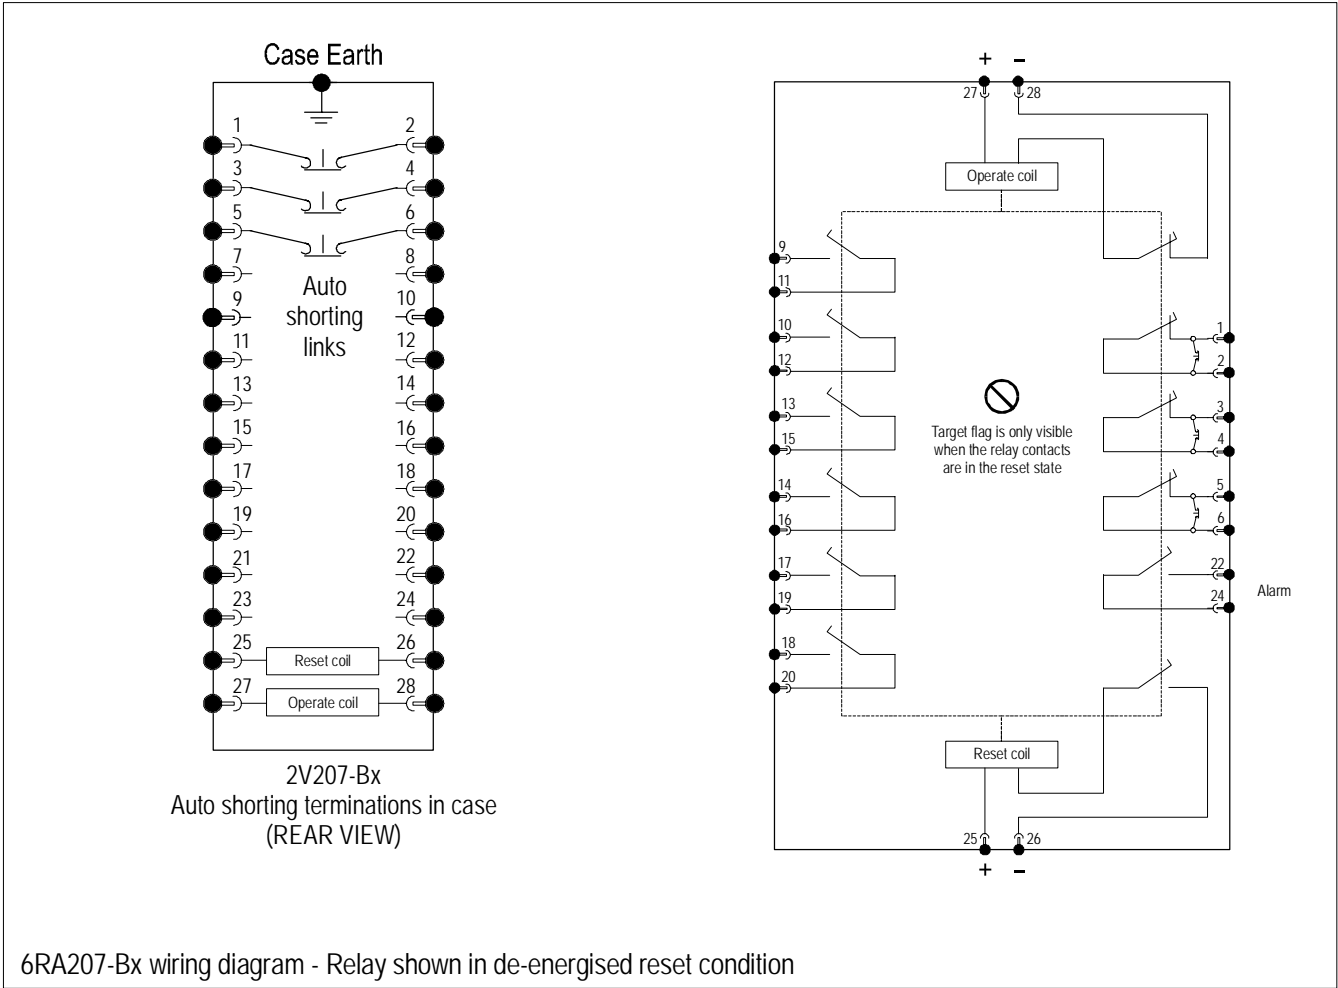 Case Earth
1 2
3 4
5 6
7 8
9 10
11 12
13 14
15 16
17 18
19 20
21 22
23 24
25 26
27 28
Auto
shorting
links
Reset coil
Operate coil
2V207-Bx
Auto shorting terminations in case
(REAR VIEW)
+ −
27 28
Operate coil
9
11
10
12
13
15
14
16
17
19
18
20
Target flag is only visible
when the relay contacts
are in the reset state
1
2
3
4
5
6
22
24
Alarm
Reset coil
25 26
+ −
6RA207-Bx wiring diagram - Relay shown in de-energised reset condition